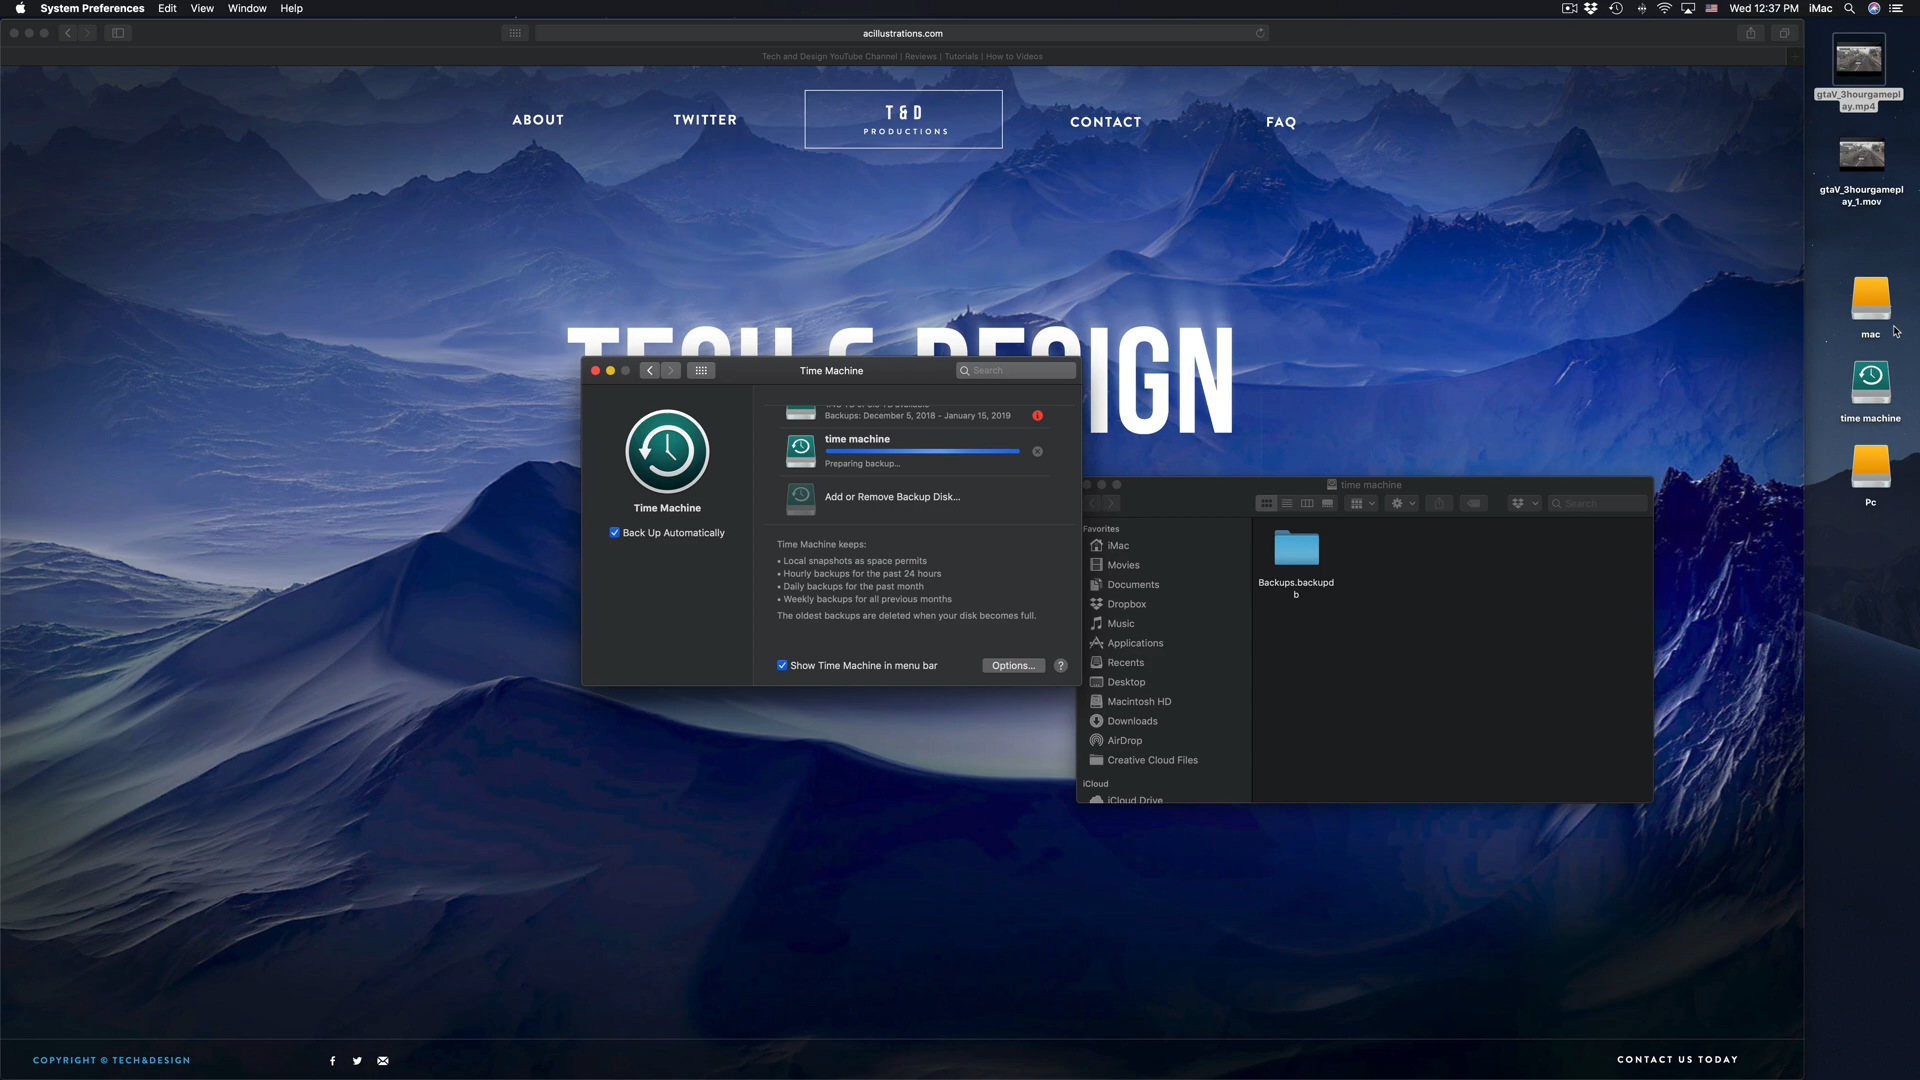 System Preferences Edit View Window Help
Wed 12:37 PM iMac
acillustrations.com
Tech and Design YouTube Channel | Reviews | Tutorials | How to Videos
ABOUT
TWITTER
T & D
PRODUCTIONS
CONTACT
FAQ
TECH & DESIGN
gtaV_3hourgamepl
ay.mp4
gtaV_3hourgamepl
ay_1.mov
mac
time machine
Pc
Time Machine
Search
Time Machine
Back Up Automatically
Backups: December 5, 2018 - January 15, 2019
time machine
Preparing backup...
Add or Remove Backup Disk...
Time Machine keeps:
• Local snapshots as space permits
• Hourly backups for the past 24 hours
• Daily backups for the past month
• Weekly backups for all previous months
The oldest backups are deleted when your disk becomes full.
Show Time Machine in menu bar
Options...
?
time machine
Search
Favorites
iMac
Movies
Documents
Dropbox
Music
Applications
Recents
Desktop
Macintosh HD
Downloads
AirDrop
Creative Cloud Files
iCloud
iCloud Drive
Backups.backupd
b
COPYRIGHT © TECH&DESIGN
CONTACT US TODAY